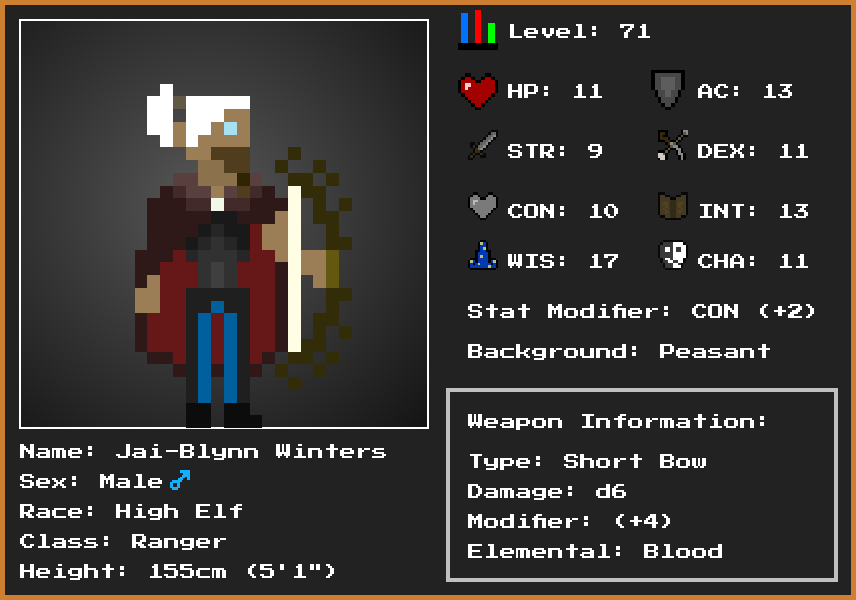 Level: 71
HP: 11
AC: 13
STR: 9
DEX: 11
CON: 10
INT: 13
WIS: 17
CHA: 11
Stat Modifier: CON (+2)
Background: Peasant
Weapon Information:
Type: Short Bow
Damage: d6
Modifier: (+4)
Elemental: Blood
Name: Jai-Blynn Winters
Sex: Male ♂
Race: High Elf
Class: Ranger
Height: 155cm (5'1")